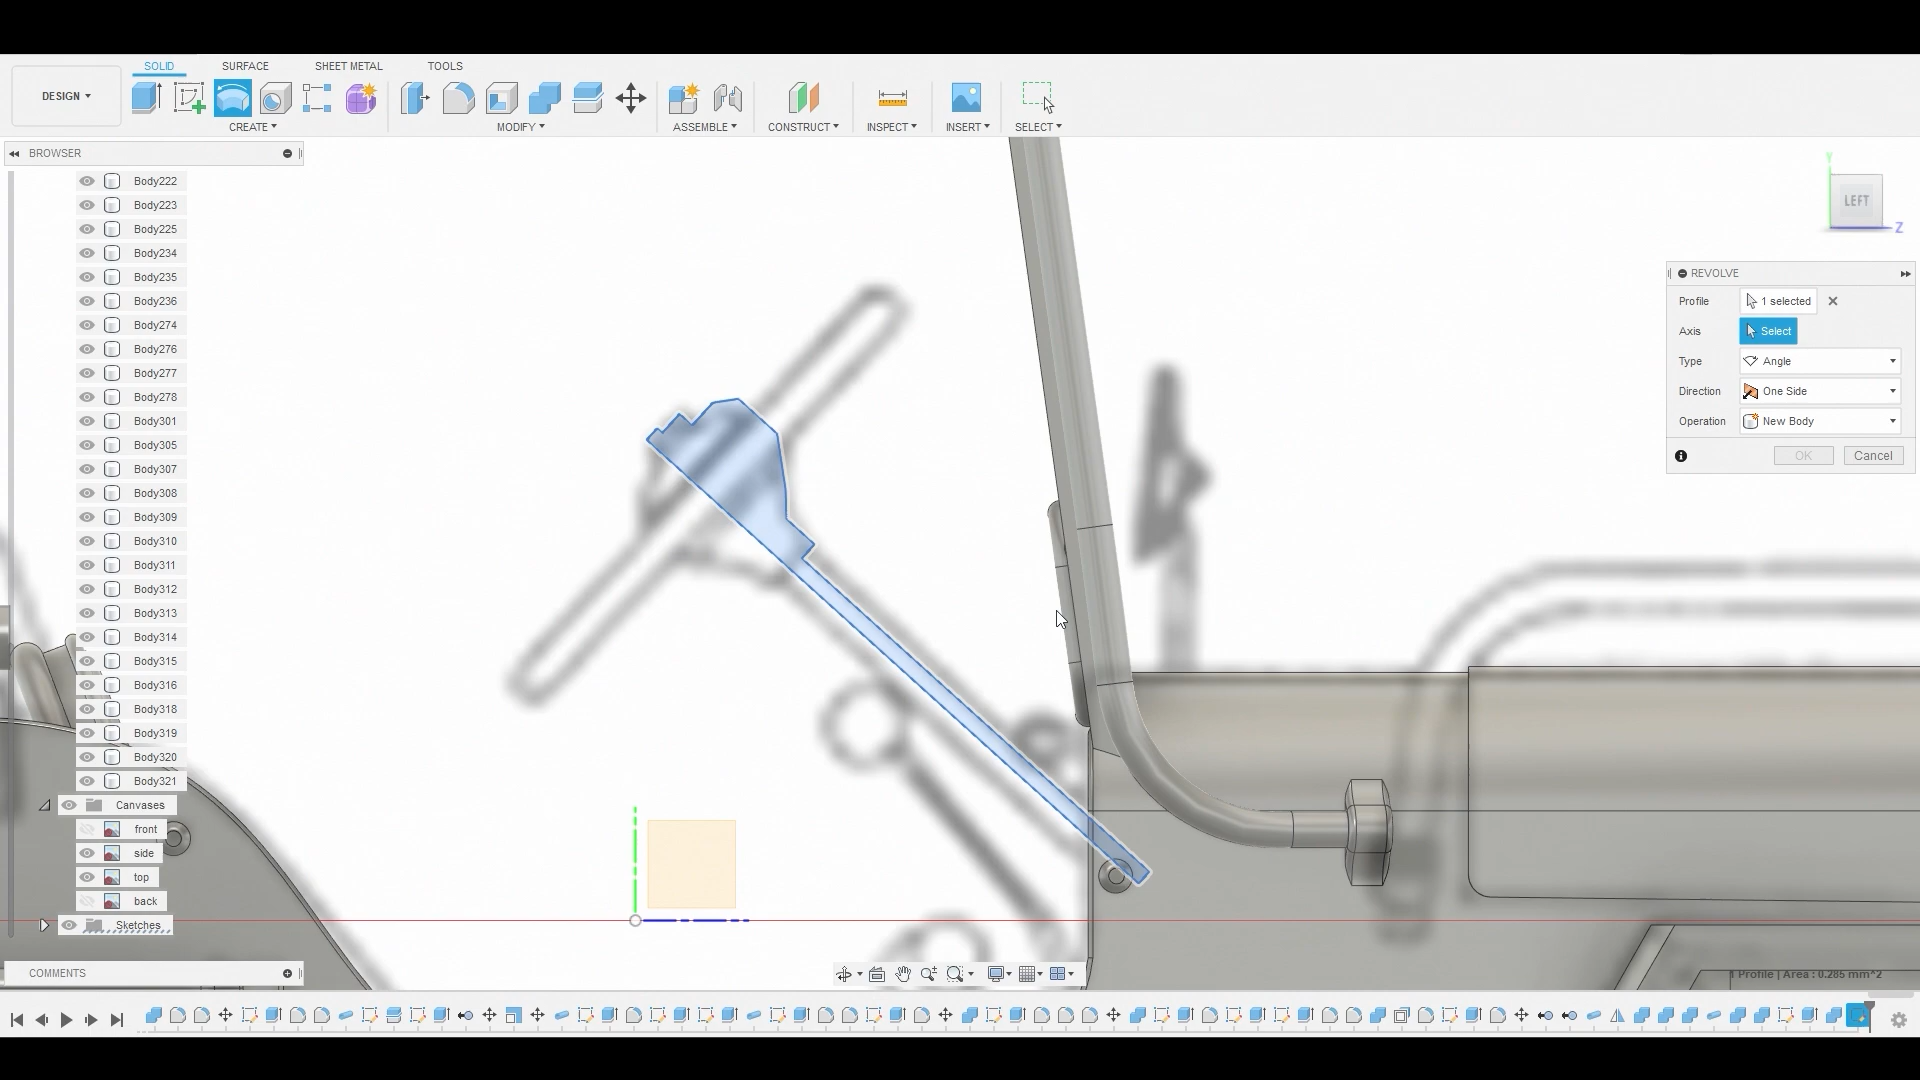 SOLID SURFACE SHEET METAL TOOLS
DESIGN
CREATE MODIFY ASSEMBLE CONSTRUCT INSPECT INSERT SELECT
BROWSER
Body222
Body223
Body225
Body234
Body235
Body236
Body274
Body276
Body277
Body278
Body301
Body305
Body307
Body308
Body309
Body310
Body311
Body312
Body313
Body314
Body315
Body316
Body318
Body319
Body320
Body321
Canvases
front
side
top
back
Sketches
COMMENTS
Y
LEFT
Z
REVOLVE
Profile 1 selected
Axis Select
Type Angle
Direction One Side
Operation New Body
OK Cancel
1 Profile | Area : 0.285 mm^2